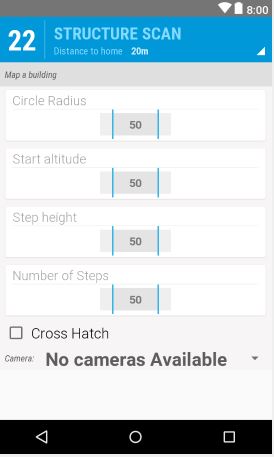 8:00
22
STRUCTURE SCAN
Distance to home 20m
Map a building
Circle Radius
50
Start altitude
50
Step height
50
Number of Steps
50
Cross Hatch
Camera: No cameras Available